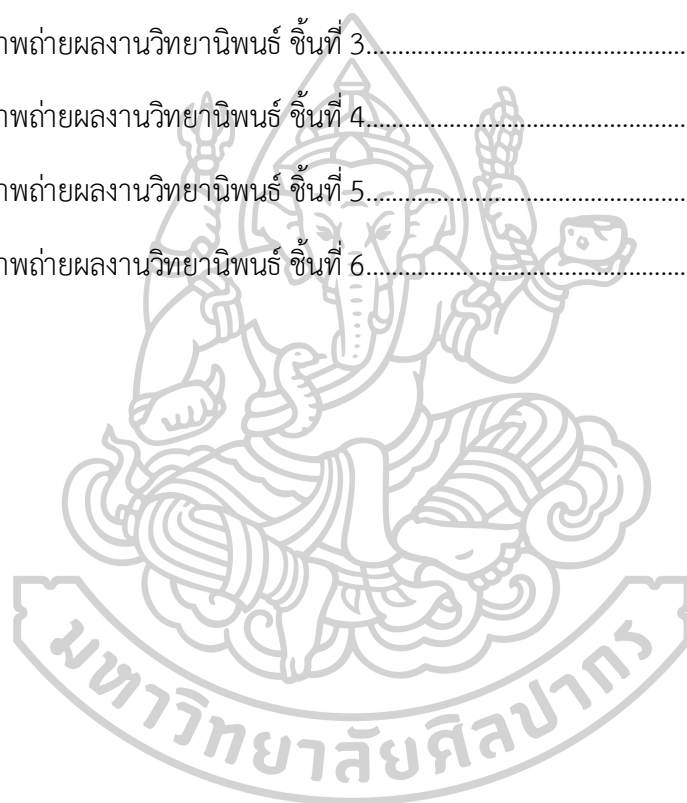 าพถ่ายผลงานวิทยานิพนธ์ ชิ้นที่ 3
าพถ่ายผลงานวิทยานิพนธ์ ชิ้นที่ 4
าพถ่ายผลงานวิทยานิพนธ์ ชิ้นที่ 5
าพถ่ายผลงานวิทยานิพนธ์ ชิ้นที่ 6
มหาวิทยาลัยศิลปากร